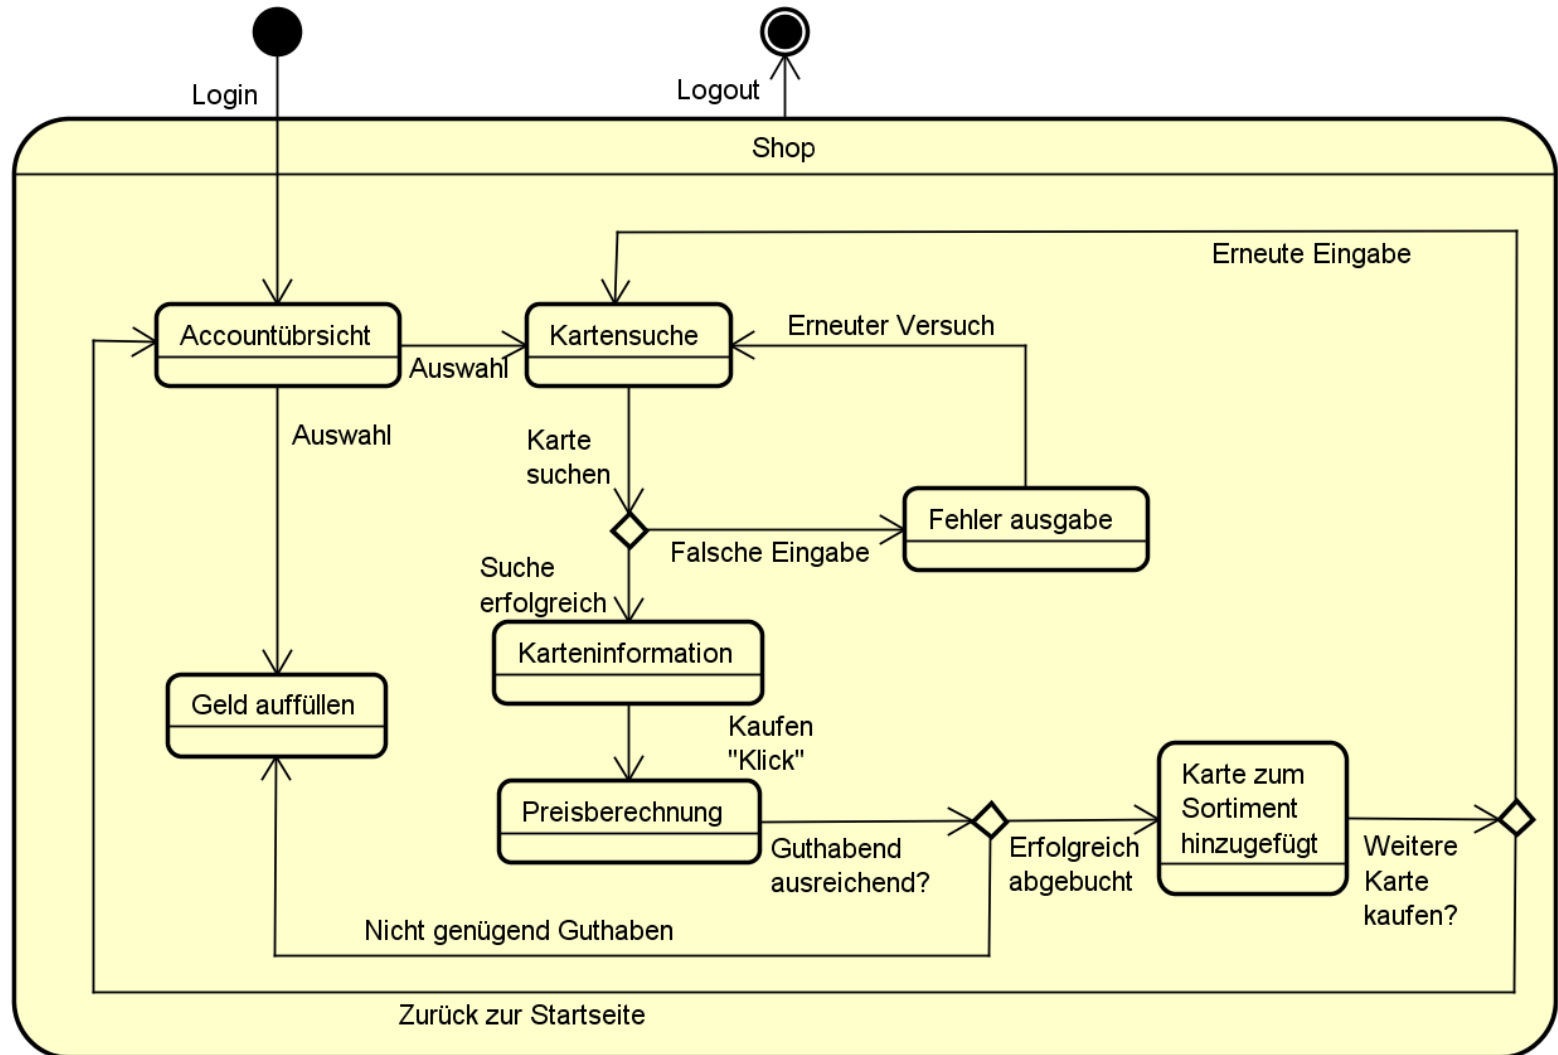 Login
Logout
Shop
Erneute Eingabe
Accountübrsicht
Auswahl
Kartensuche
Erneuter Versuch
Auswahl
Karte
suchen
Falsche Eingabe
Fehler ausgabe
Suche
erfolgreich
Karteninformation
Geld auffüllen
Kaufen
"Klick"
Preisberechnung
Guthabend
ausreichend?
Erfolgreich
abgebucht
Karte zum
Sortiment
hinzugefügt
Weitere
Karte
kaufen?
Nicht genügend Guthaben
Zurück zur Startseite